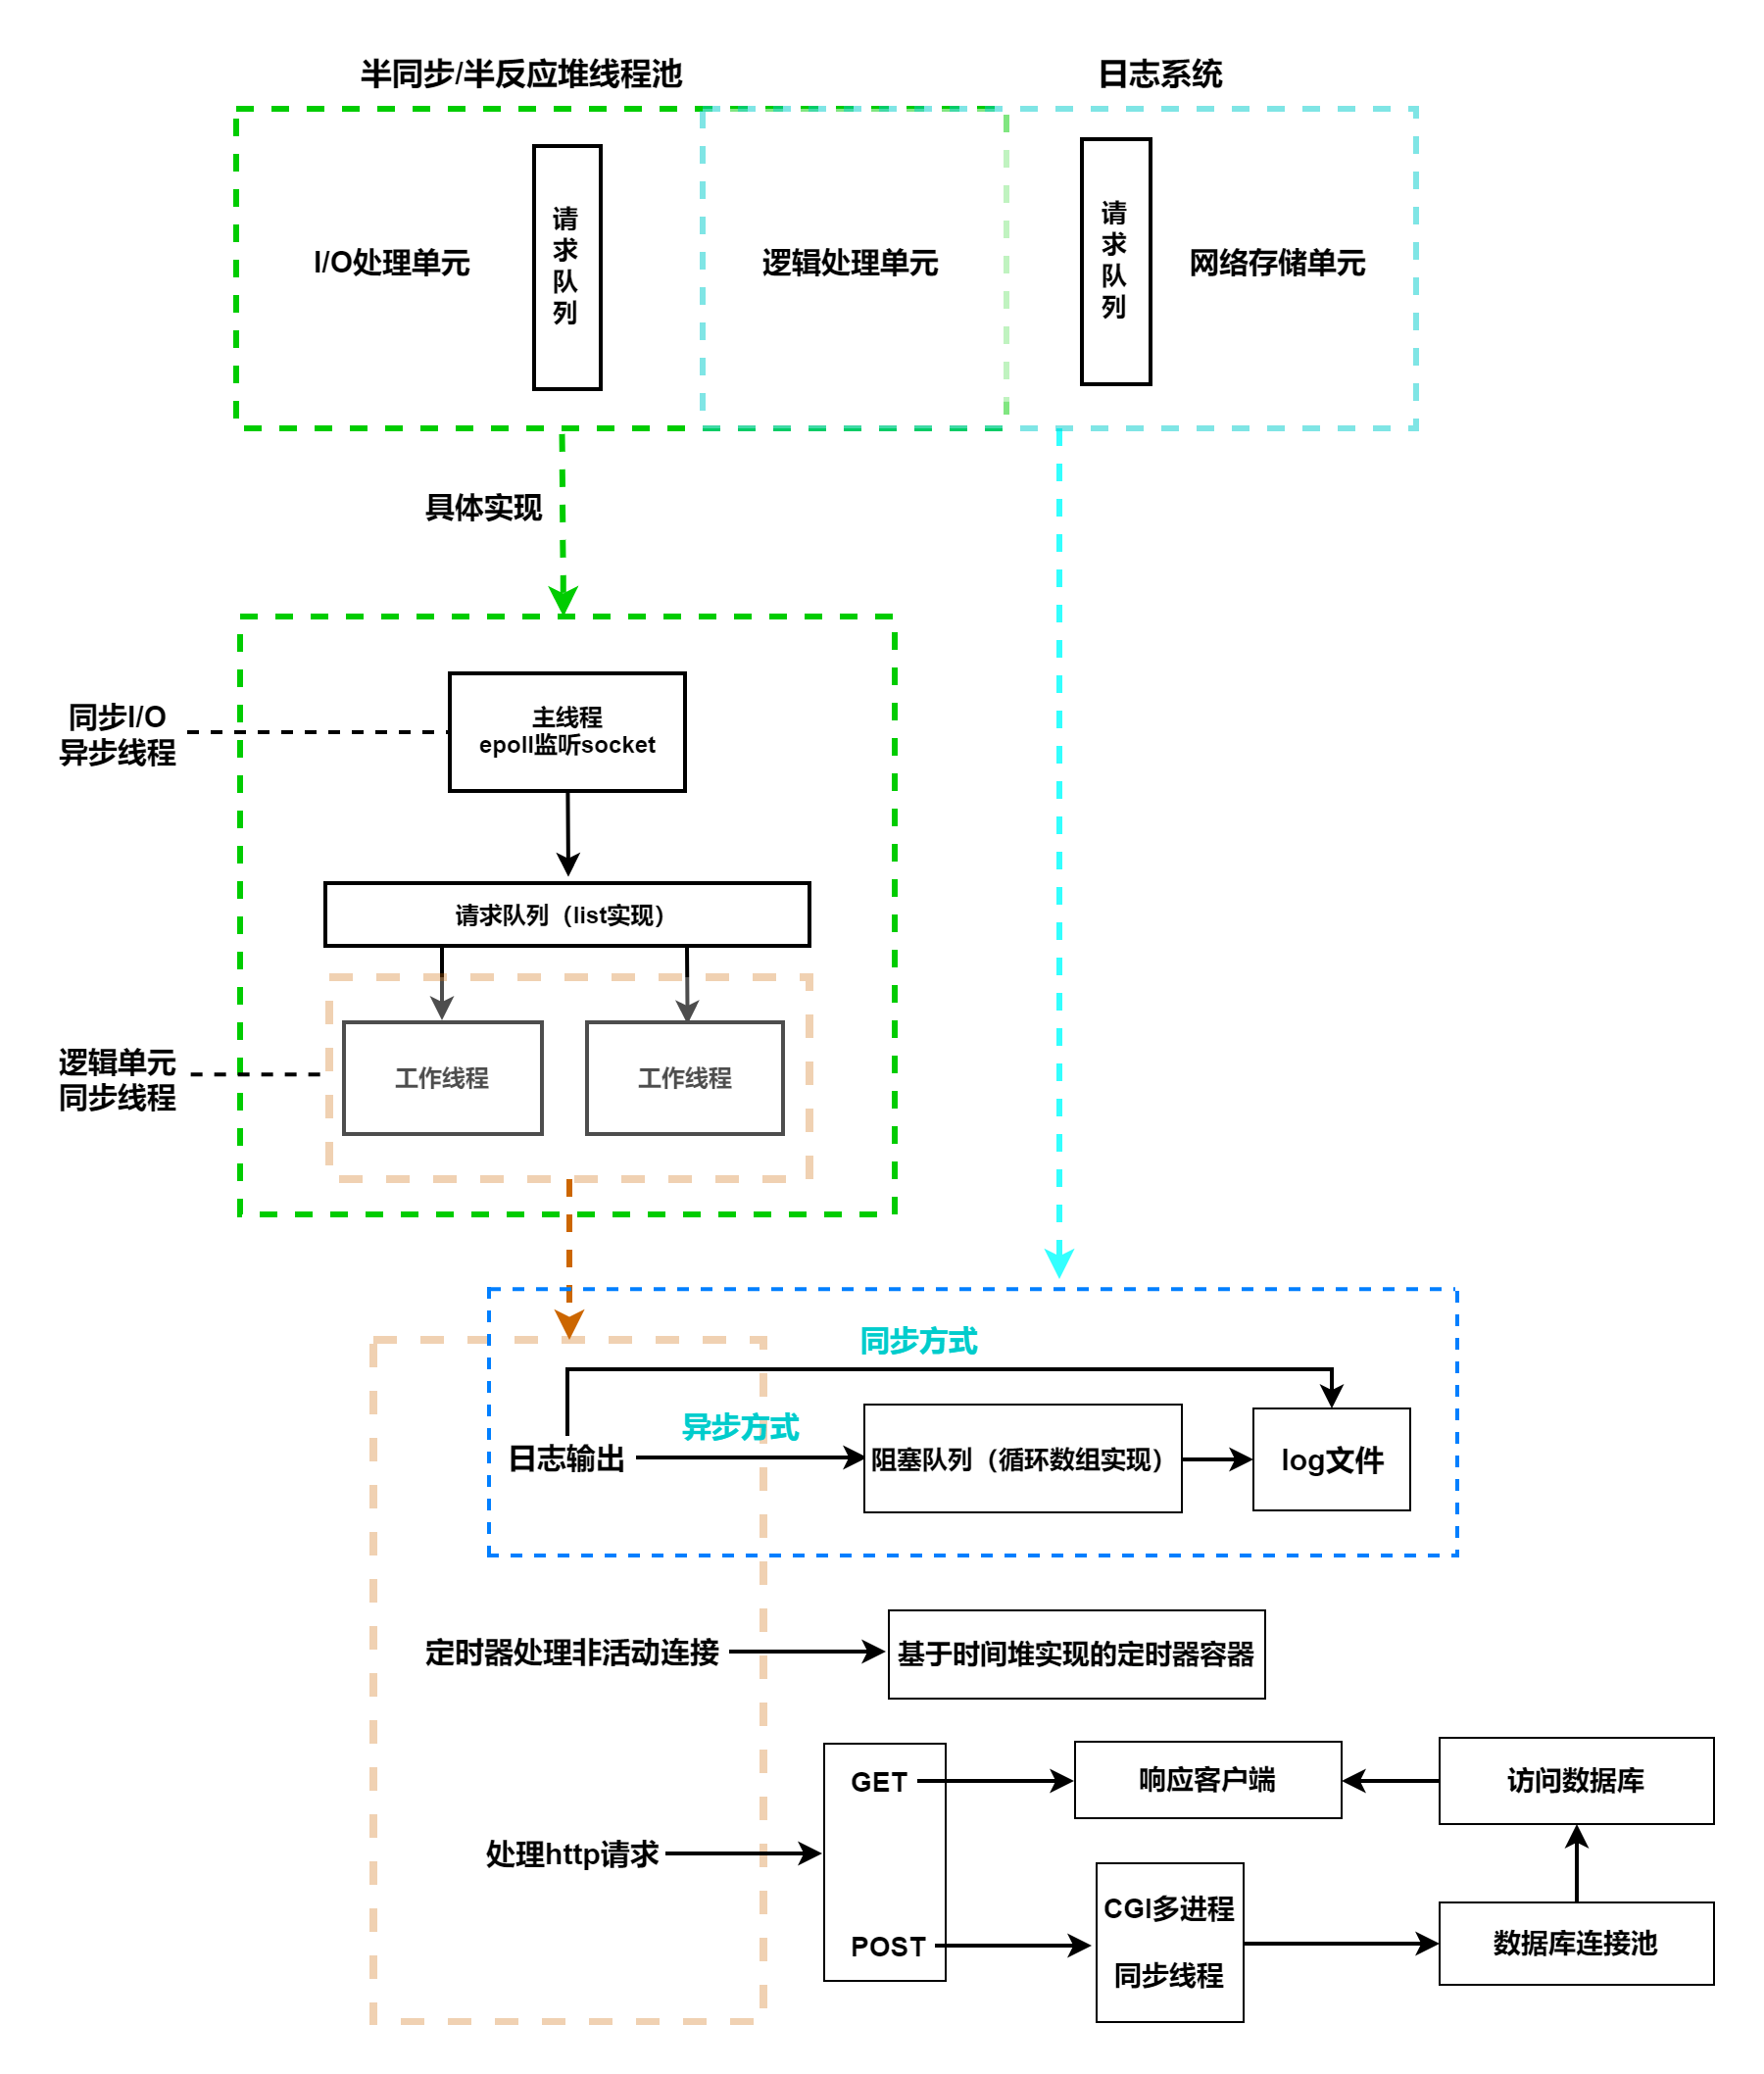 半同步/半反应堆线程池
日志系统
I/O处理单元
请
求
队
列
逻辑处理单元
请
求
队
列
网络存储单元
具体实现
同步I/O
异步线程
主线程
epoll监听socket
请求队列（list实现）
逻辑单元
同步线程
工作线程
工作线程
同步方式
异步方式
日志输出
阻塞队列（循环数组实现）
log文件
定时器处理非活动连接
基于时间堆实现的定时器容器
GET
响应客户端
访问数据库
处理http请求
CGI多进程
同步线程
POST
数据库连接池